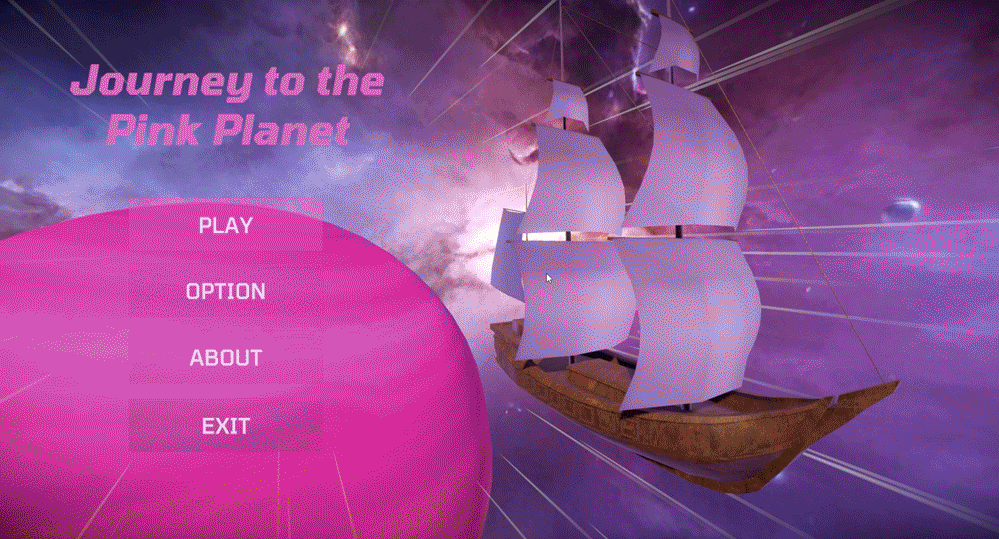 Journey to the
Pink Planet
PLAY
OPTION
ABOUT
EXIT